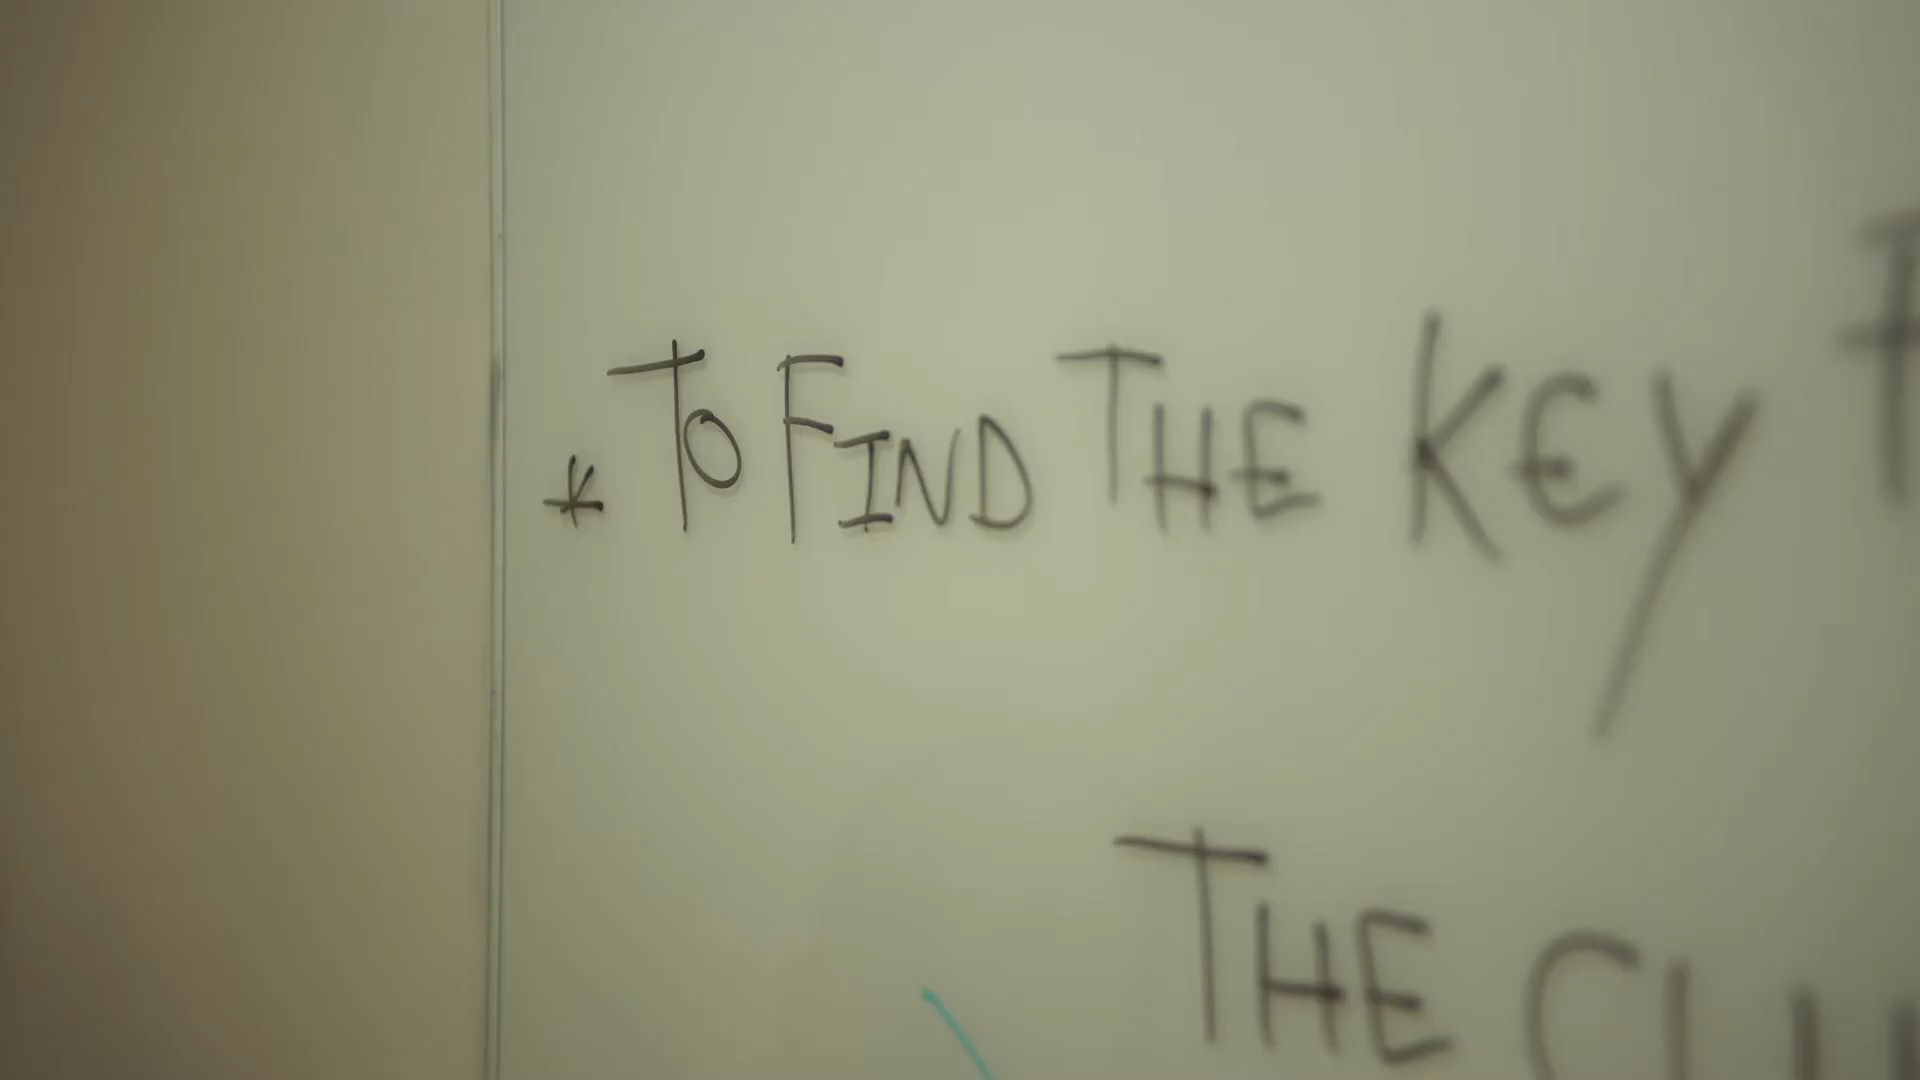 * TO FIND THE KEY
THE